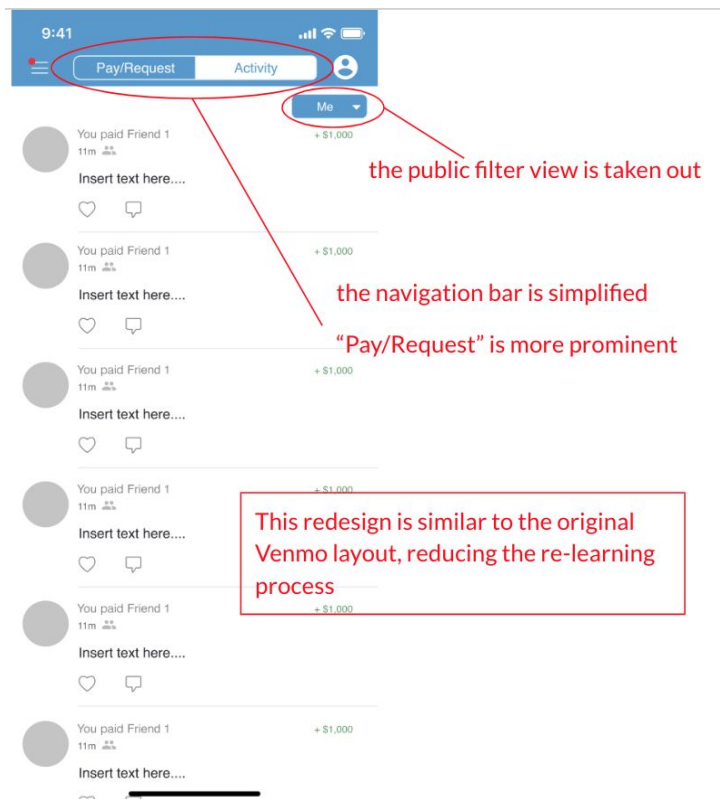 9:41
Pay/Request Activity
Me
You paid Friend 1 + $1,000
11m
the public filter view is taken out
Insert text here....
You paid Friend 1 + $1,000
11m
Insert text here....
the navigation bar is simplified
“Pay/Request” is more prominent
You paid Friend 1 + $1,000
11m
Insert text here....
You paid Friend 1 + $1,000
11m
Insert text here....
This redesign is similar to the original
Venmo layout, reducing the re-learning
process
You paid Friend 1 + $1,000
11m
Insert text here....
You paid Friend 1 + $1,000
11m
Insert text here....